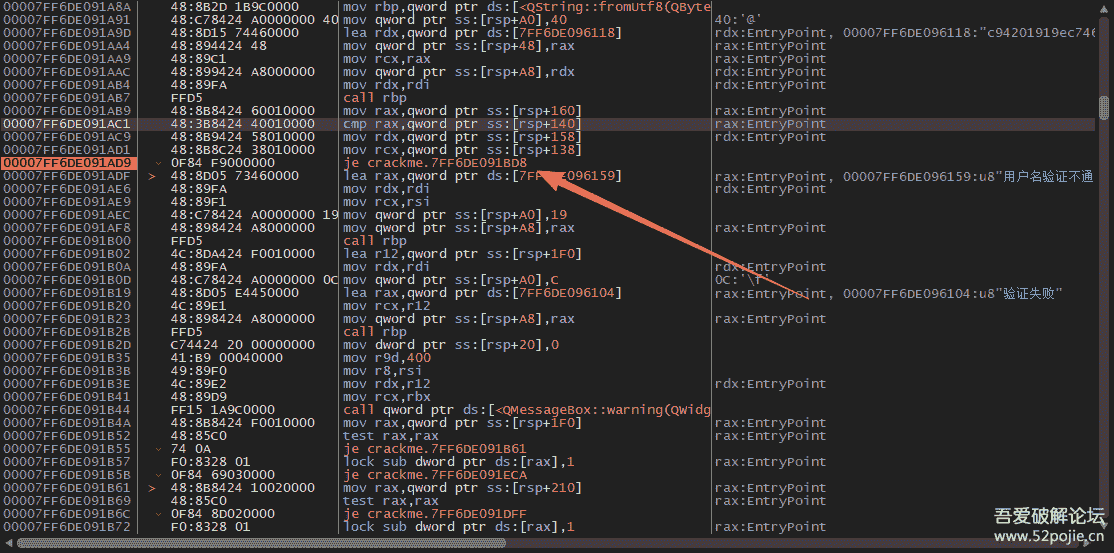 00007FF6DE091A8A 48:8B2D 1B9C0000 mov rbp,qword ptr ds:[<QString::fromUtf8(QByte
00007FF6DE091A91 48:C78424 A0000000 40 mov qword ptr ss:[rsp+A0],40 40:'@'
00007FF6DE091A9D 48:8D15 74460000 lea rdx,qword ptr ds:[7FF6DE096118] rdx:EntryPoint, 00007FF6DE096118:"c94201919ec746
00007FF6DE091AA4 48:894424 48 mov qword ptr ss:[rsp+48],rax rax:EntryPoint
00007FF6DE091AA9 48:89C1 mov rcx,rax rax:EntryPoint
00007FF6DE091AAC 48:899424 A8000000 mov qword ptr ss:[rsp+A8],rdx rdx:EntryPoint
00007FF6DE091AB4 48:89FA mov rdx,rdi rdx:EntryPoint
00007FF6DE091AB7 FFD5 call rbp
00007FF6DE091AB9 48:8B8424 60010000 mov rax,qword ptr ss:[rsp+160] rax:EntryPoint
00007FF6DE091AC1 48:3B8424 40010000 cmp rax,qword ptr ss:[rsp+140] rax:EntryPoint
00007FF6DE091AC9 48:8B9424 58010000 mov rdx,qword ptr ss:[rsp+158] rdx:EntryPoint
00007FF6DE091AD1 48:8B8C24 38010000 mov rcx,qword ptr ss:[rsp+138]
00007FF6DE091AD9 0F84 F9000000 je crackme.7FF6DE091BD8
00007FF6DE091ADF 48:8D05 73460000 lea rax,qword ptr ds:[7FF6DE096159] rax:EntryPoint, 00007FF6DE096159:u8"用户名验证不通
00007FF6DE091AE6 48:89FA mov rdx,rdi rdx:EntryPoint
00007FF6DE091AE9 48:89F1 mov rcx,rsi
00007FF6DE091AEC 48:C78424 A0000000 19 mov qword ptr ss:[rsp+A0],19
00007FF6DE091AF8 48:898424 A8000000 mov qword ptr ss:[rsp+A8],rax rax:EntryPoint
00007FF6DE091B00 FFD5 call rbp
00007FF6DE091B02 4C:8DA424 F0010000 lea r12,qword ptr ss:[rsp+1F0]
00007FF6DE091B0A 48:89FA mov rdx,rdi rdx:EntryPoint
00007FF6DE091B0D 48:C78424 A0000000 0C mov qword ptr ss:[rsp+A0],C 0C:'\f'
00007FF6DE091B19 48:8D05 E4450000 lea rax,qword ptr ds:[7FF6DE096104] rax:EntryPoint, 00007FF6DE096104:u8"验证失败"
00007FF6DE091B20 4C:89E1 mov rcx,r12
00007FF6DE091B23 48:898424 A8000000 mov qword ptr ss:[rsp+A8],rax rax:EntryPoint
00007FF6DE091B2B FFD5 call rbp
00007FF6DE091B2D C74424 20 00000000 mov dword ptr ss:[rsp+20],0
00007FF6DE091B35 41:B9 00040000 mov r9d,400
00007FF6DE091B3B 49:89F0 mov r8,rsi
00007FF6DE091B3E 4C:89E2 mov rdx,r12 rdx:EntryPoint
00007FF6DE091B41 48:89D9 mov rcx,rbx
00007FF6DE091B44 FF15 1A9C0000 call qword ptr ds:[<QMessageBox::warning(QWidg
00007FF6DE091B4A 48:8B8424 F0010000 mov rax,qword ptr ss:[rsp+1F0] rax:EntryPoint
00007FF6DE091B52 48:85C0 test rax,rax rax:EntryPoint
00007FF6DE091B55 74 0A je crackme.7FF6DE091B61
00007FF6DE091B57 F0:8328 01 lock sub dword ptr ds:[rax],1 rax:EntryPoint
00007FF6DE091B5B 0F84 69030000 je crackme.7FF6DE091ECA
00007FF6DE091B61 48:8B8424 10020000 mov rax,qword ptr ss:[rsp+210] rax:EntryPoint
00007FF6DE091B69 48:85C0 test rax,rax rax:EntryPoint
00007FF6DE091B6C 0F84 8D020000 je crackme.7FF6DE091DFF
00007FF6DE091B72 F0:8328 01 lock sub dword ptr ds:[rax],1 rax:EntryPoint
吾爱破解论坛
www.52pojie.cn